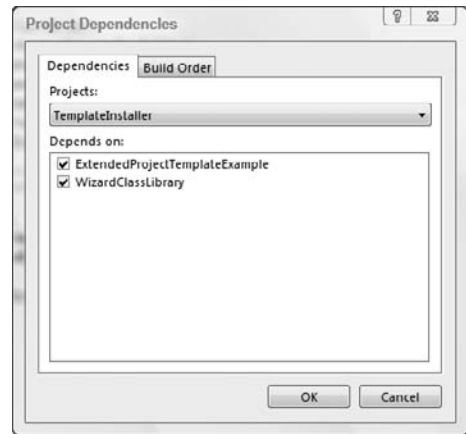 Project Dependencies
Dependencies Build Order
Projects:
TemplateInstaller
Depends on:
ExtendedProjectTemplateExample
WizardClassLibrary
OK Cancel